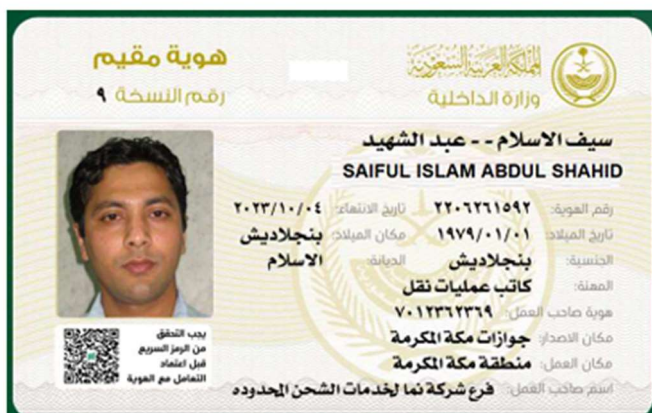 المملكة العربية السعودية
وزارة الداخلية
هوية مقيم
رقم النسخة ٩
سيف الاسلام - - عبد الشهيد
SAIFUL ISLAM ABDUL SHAHID
رقم الهوية: ٢٢٠٦٢٦١٥٩٢ تاريخ الانتهاء: ٢٠٢٣/١٠/٠٤
تاريخ الميلاد: ١٩٧٩/٠١/٠١ مكان الميلاد: بنجلاديش
الجنسية: بنجلاديش الديانة: الاسلام
المهنة: كاتب عمليات نقل
هوية صاحب العمل: ٧٠١٢٣٦٢٣٦٩
مكان الاصدار: جوازات مكة المكرمة
مكان العمل: منطقة مكة المكرمة
اسم صاحب العمل: فرع شركة نما لخدمات الشحن المحدوده
يجب التحقق
من الرمز السريع
قبل اعتماد
التعامل مع الهوية